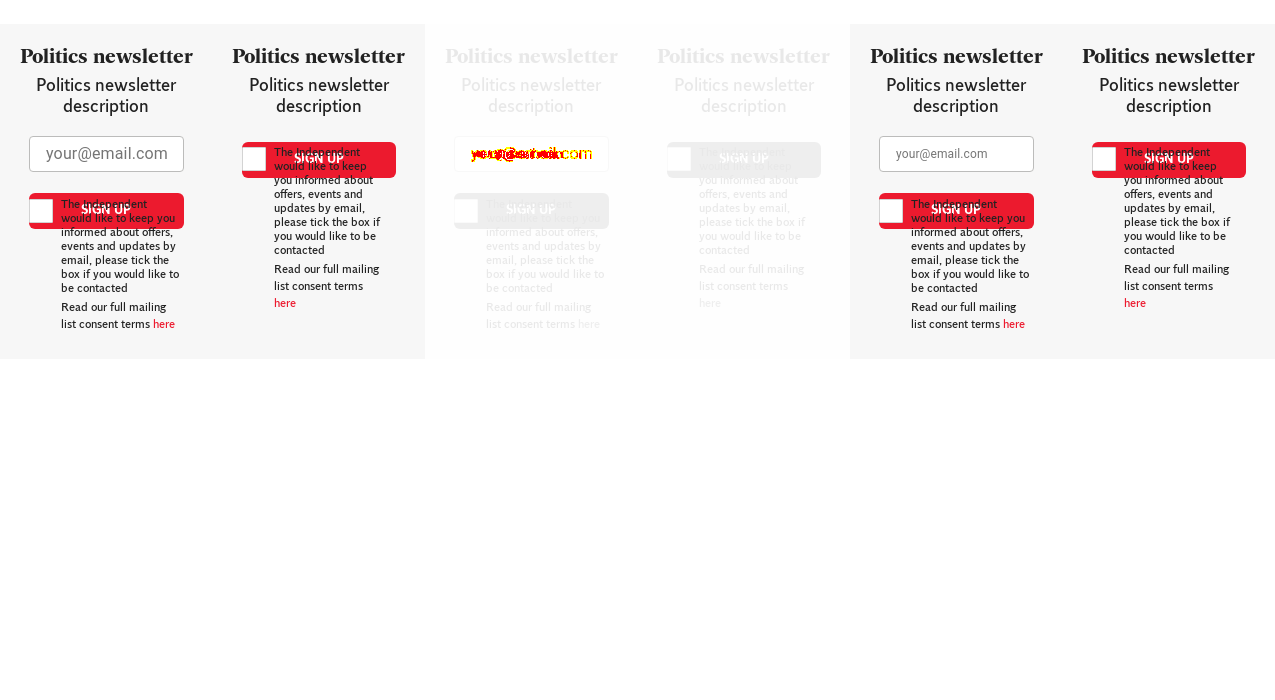 Politics newsletter
Politics newsletter
description
your@email.com
SIGN UP
The Independent
would like to keep you
informed about offers,
events and updates by
email, please tick the
box if you would like to
be contacted
Read our full mailing
list consent terms here
Politics newsletter
Politics newsletter
description
SIGN UP
The Independent
would like to keep
you informed about
offers, events and
updates by email,
please tick the box if
you would like to be
contacted
Read our full mailing
list consent terms
here
Politics newsletter
Politics newsletter
description
SIGN UP
The Independent
would like to keep you
informed about offers,
events and updates by
email, please tick the
box if you would like to
be contacted
Read our full mailing
list consent terms here
Politics newsletter
Politics newsletter
description
SIGN UP
The Independent
would like to keep
you informed about
offers, events and
updates by email,
please tick the box if
you would like to be
contacted
Read our full mailing
list consent terms
here
Politics newsletter
Politics newsletter
description
your@email.com
SIGN UP
The Independent
would like to keep you
informed about offers,
events and updates by
email, please tick the
box if you would like to
be contacted
Read our full mailing
list consent terms here
Politics newsletter
Politics newsletter
description
SIGN UP
The Independent
would like to keep
you informed about
offers, events and
updates by email,
please tick the box if
you would like to be
contacted
Read our full mailing
list consent terms
here